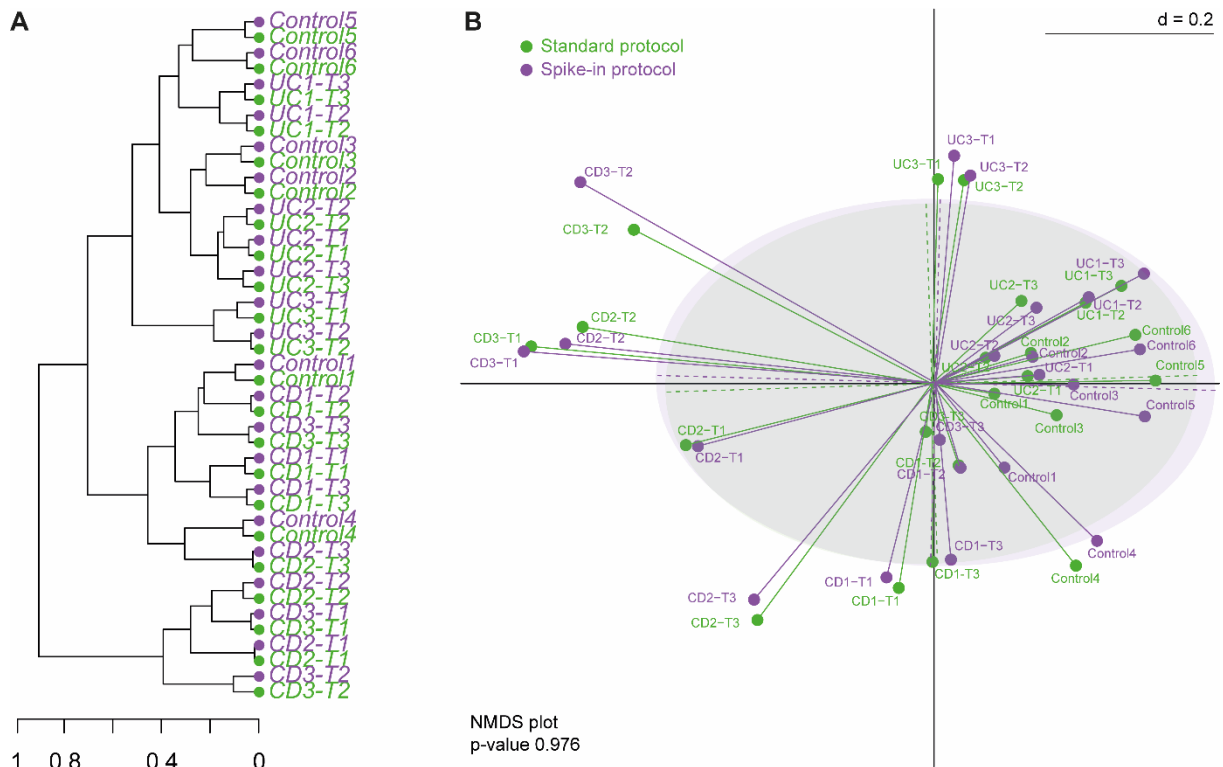 A
Control5
Control5
Control6
Control6
UC1-T3
UC1-T3
UC1-T2
UC1-T2
Control3
Control3
Control2
Control2
UC2-T2
UC2-T2
UC2-T1
UC2-T1
UC2-T3
UC2-T3
UC3-T1
UC3-T1
UC3-T2
UC3-T2
Control1
Control1
CD1-T2
CD1-T2
CD3-T3
CD3-T3
CD1-T1
CD1-T1
CD1-T3
CD1-T3
Control4
Control4
CD2-T3
CD2-T3
CD2-T2
CD2-T2
CD3-T1
CD3-T1
CD2-T1
CD2-T1
CD3-T2
CD3-T2
1 0.8 0.4 0
B
d = 0.2
Standard protocol
Spike-in protocol
UC3−T1
UC3−T1
UC3−T2
UC3−T2
CD3−T2
CD3-T2
UC1−T3
UC1−T3
UC2−T3
UC1−T2
UC1−T2
UC2−T3
CD2-T2
CD2−T2
CD3−T1
CD3−T1
Control6
Control6
Control2
Control2
UC2−T2
UC2−T1
UC2−T1
Control5
Control3
Control1
Control5
Control3
CD3−T3
CD3−T3
CD2−T1
CD2−T1
CD1−T2
CD1−T2
Control1
CD1−T3
CD1-T3
Control4
Control4
CD1−T1
CD1−T1
CD2−T3
CD2−T3
NMDS plot
p-value 0.976